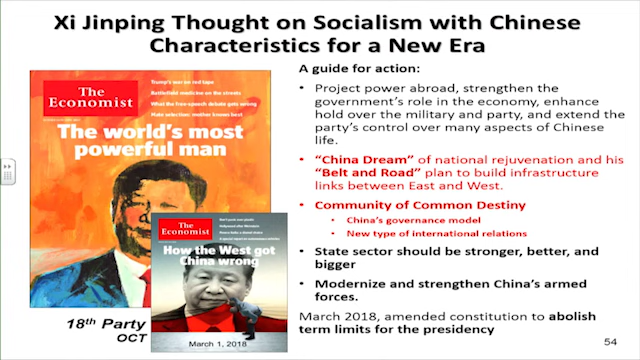 Xi Jinping Thought on Socialism with Chinese
Characteristics for a New Era
The
Economist
Trump's war on red tape
Battlefield medicine on the streets
What the free-speech debate gets wrong
Mate selection: mother knows best
The world's most
powerful man
The
Economist
How the West got
China wrong
March 1, 2018
18th Party
OCT
A guide for action:
• Project power abroad, strengthen the
government's role in the economy, enhance
hold over the military and party, and extend the
party's control over many aspects of Chinese
life.
• "China Dream" of national rejuvenation and his
"Belt and Road" plan to build infrastructure
links between East and West.
• Community of Common Destiny
• China's governance model
• New type of international relations
• State sector should be stronger, better, and
bigger
• Modernize and strengthen China's armed
forces.
March 2018, amended constitution to abolish
term limits for the presidency
54